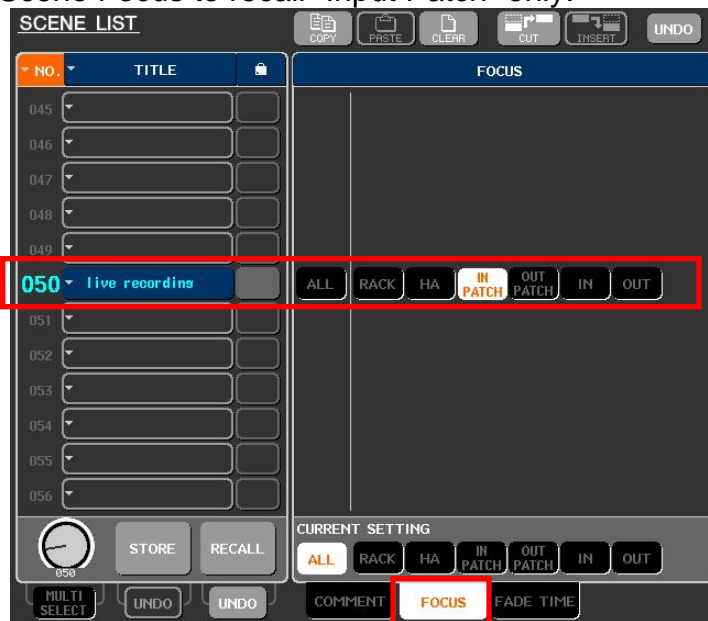 Scene Focus to recall "Input Patch" only.
SCENE LIST
COPY PASTE CLEAR CUT INSERT UNDO
NO. TITLE FOCUS
045
046
047
048
049
050 live recording ALL RACK HA IN PATCH OUT PATCH IN OUT
051
052
053
054
055
056
CURRENT SETTING
050 STORE RECALL ALL RACK HA IN PATCH OUT PATCH IN OUT
MULTI SELECT UNDO UNDO COMMENT FOCUS FADE TIME